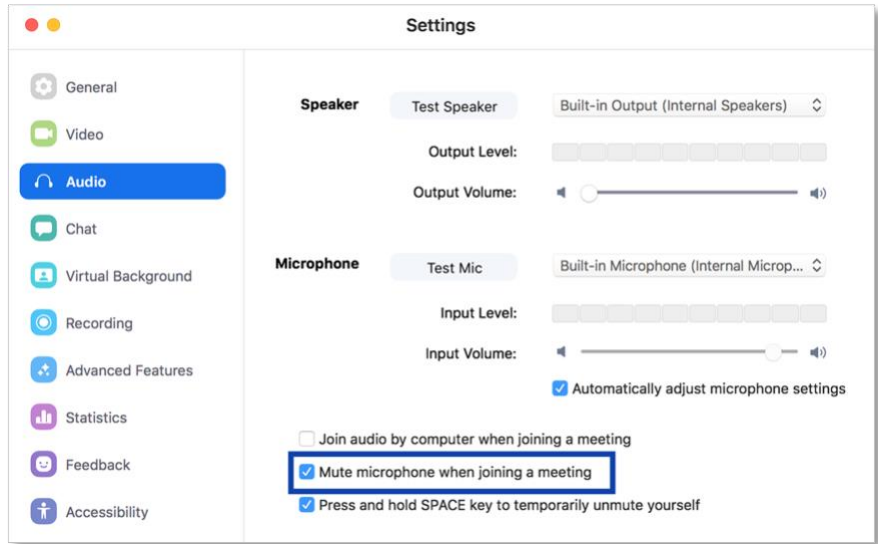 Settings
General
Video
Audio
Chat
Virtual Background
Recording
Advanced Features
Statistics
Feedback
Accessibility
Speaker Test Speaker Built-in Output (Internal Speakers)
Output Level:
Output Volume:
Microphone Test Mic Built-in Microphone (Internal Microp...
Input Level:
Input Volume:
Automatically adjust microphone settings
Join audio by computer when joining a meeting
Mute microphone when joining a meeting
Press and hold SPACE key to temporarily unmute yourself